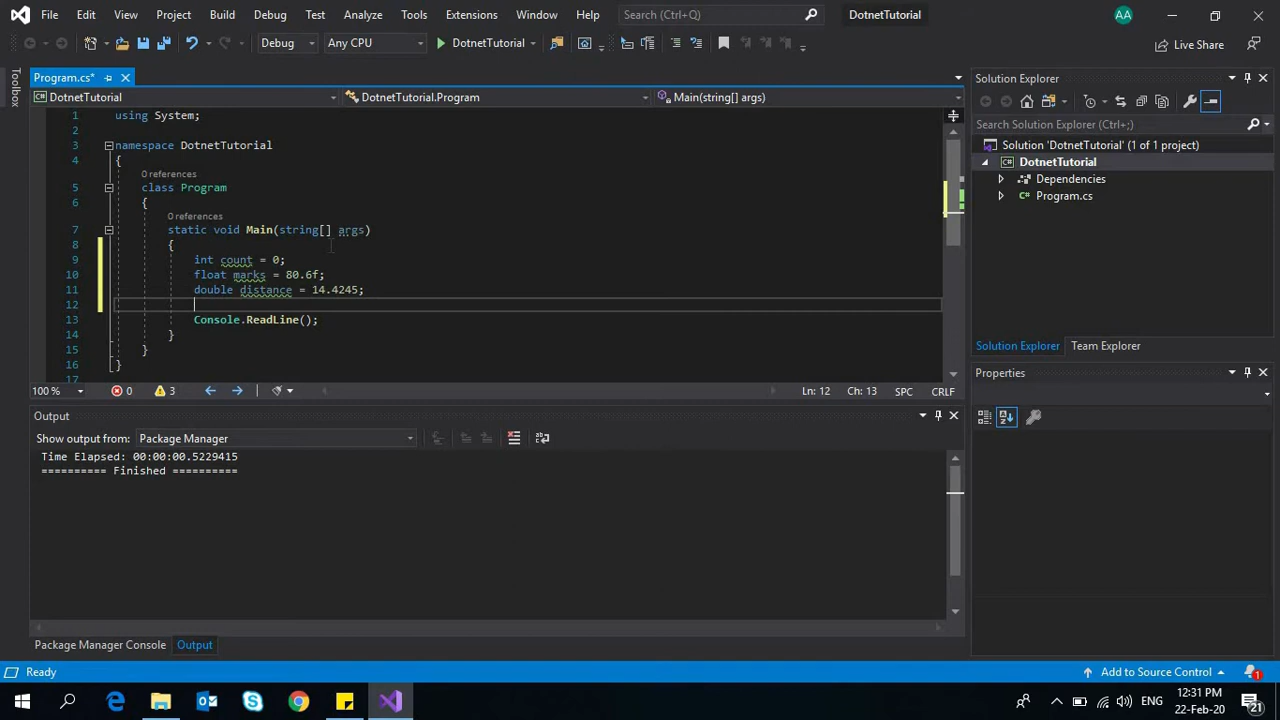 File Edit View Project Build Debug Test Analyze Tools Extensions Window Help Search (Ctrl+Q) DotnetTutorial AA
Debug Any CPU DotnetTutorial Live Share
Toolbox
Program.cs*
DotnetTutorial DotnetTutorial.Program Main(string[] args)
1 using System;
2
3 namespace DotnetTutorial
4 {
0 references
5 class Program
6 {
0 references
7 static void Main(string[] args)
8 {
9 int count = 0;
10 float marks = 80.6f;
11 double distance = 14.4245;
12
13 Console.ReadLine();
14 }
15 }
16 }
17
100 % 0 3 Ln: 12 Ch: 13 SPC CRLF
Output
Show output from: Package Manager
Time Elapsed: 00:00:00.5229415
========== Finished ==========
Package Manager Console Output
Solution Explorer
Search Solution Explorer (Ctrl+;)
Solution 'DotnetTutorial' (1 of 1 project)
C# DotnetTutorial
Dependencies
C# Program.cs
Solution Explorer Team Explorer
Properties
Ready Add to Source Control 1
ENG 12:31 PM
22-Feb-20 21